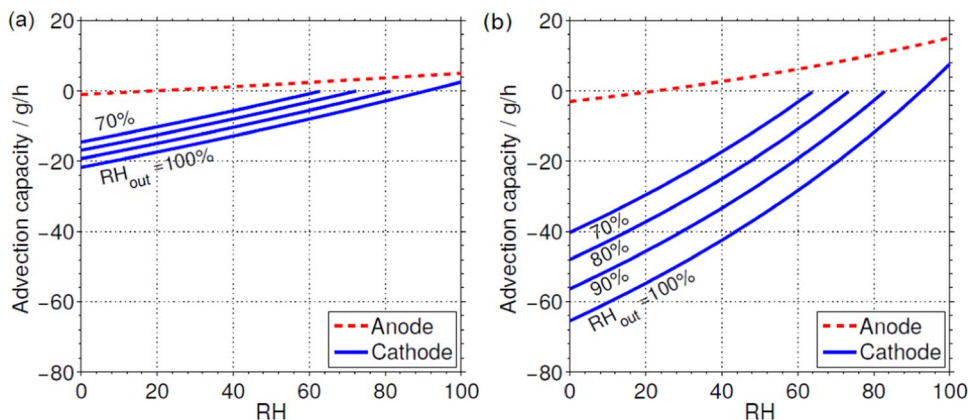 (a)
Advection capacity / g/h
20
0
−20
−40
−60
−80
70%
RH_out =100%
Anode
Cathode
0 20 40 60 80 100
RH
(b)
Advection capacity / g/h
20
0
−20
−40
−60
−80
70%
80%
90%
RH_out =100%
Anode
Cathode
0 20 40 60 80 100
RH